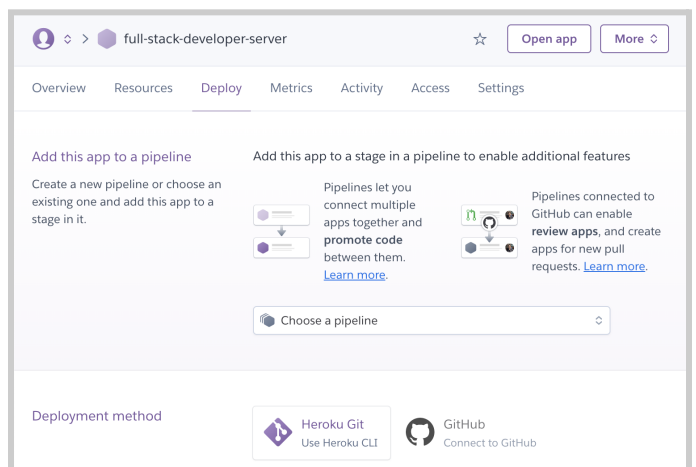 full-stack-developer-server
Open app
More
Overview
Resources
Deploy
Metrics
Activity
Access
Settings
Add this app to a pipeline
Create a new pipeline or choose an
existing one and add this app to a
stage in it.
Add this app to a stage in a pipeline to enable additional features
Pipelines let you
connect multiple
apps together and
promote code
between them.
Learn more.
Pipelines connected to
GitHub can enable
review apps, and create
apps for new pull
requests. Learn more.
Choose a pipeline
Deployment method
Heroku Git
Use Heroku CLI
GitHub
Connect to GitHub